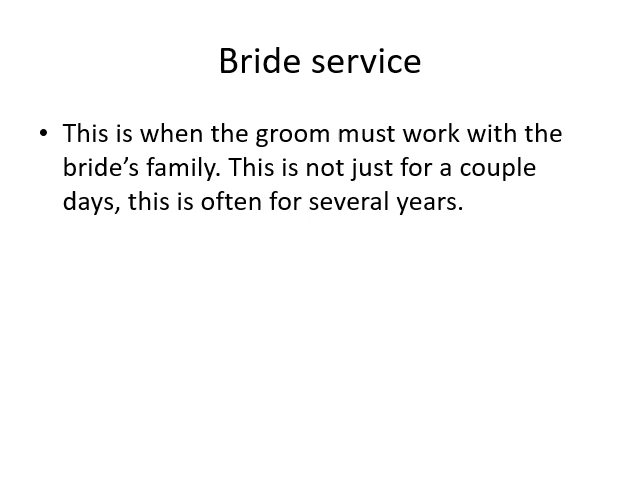 Bride service
• This is when the groom must work with the
bride’s family. This is not just for a couple
days, this is often for several years.